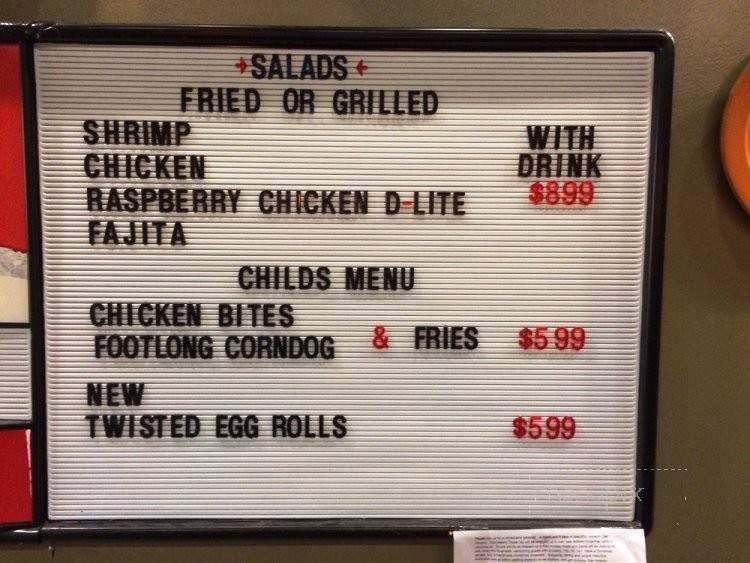 SALADS
FRIED OR GRILLED
SHRIMP
CHICKEN
RASPBERRY CHICKEN D-LITE
FAJITA
WITH
DRINK
$899
CHILDS MENU
CHICKEN BITES
FOOTLONG CORNDOG & FRIES $599
NEW
TWISTED EGG ROLLS $599